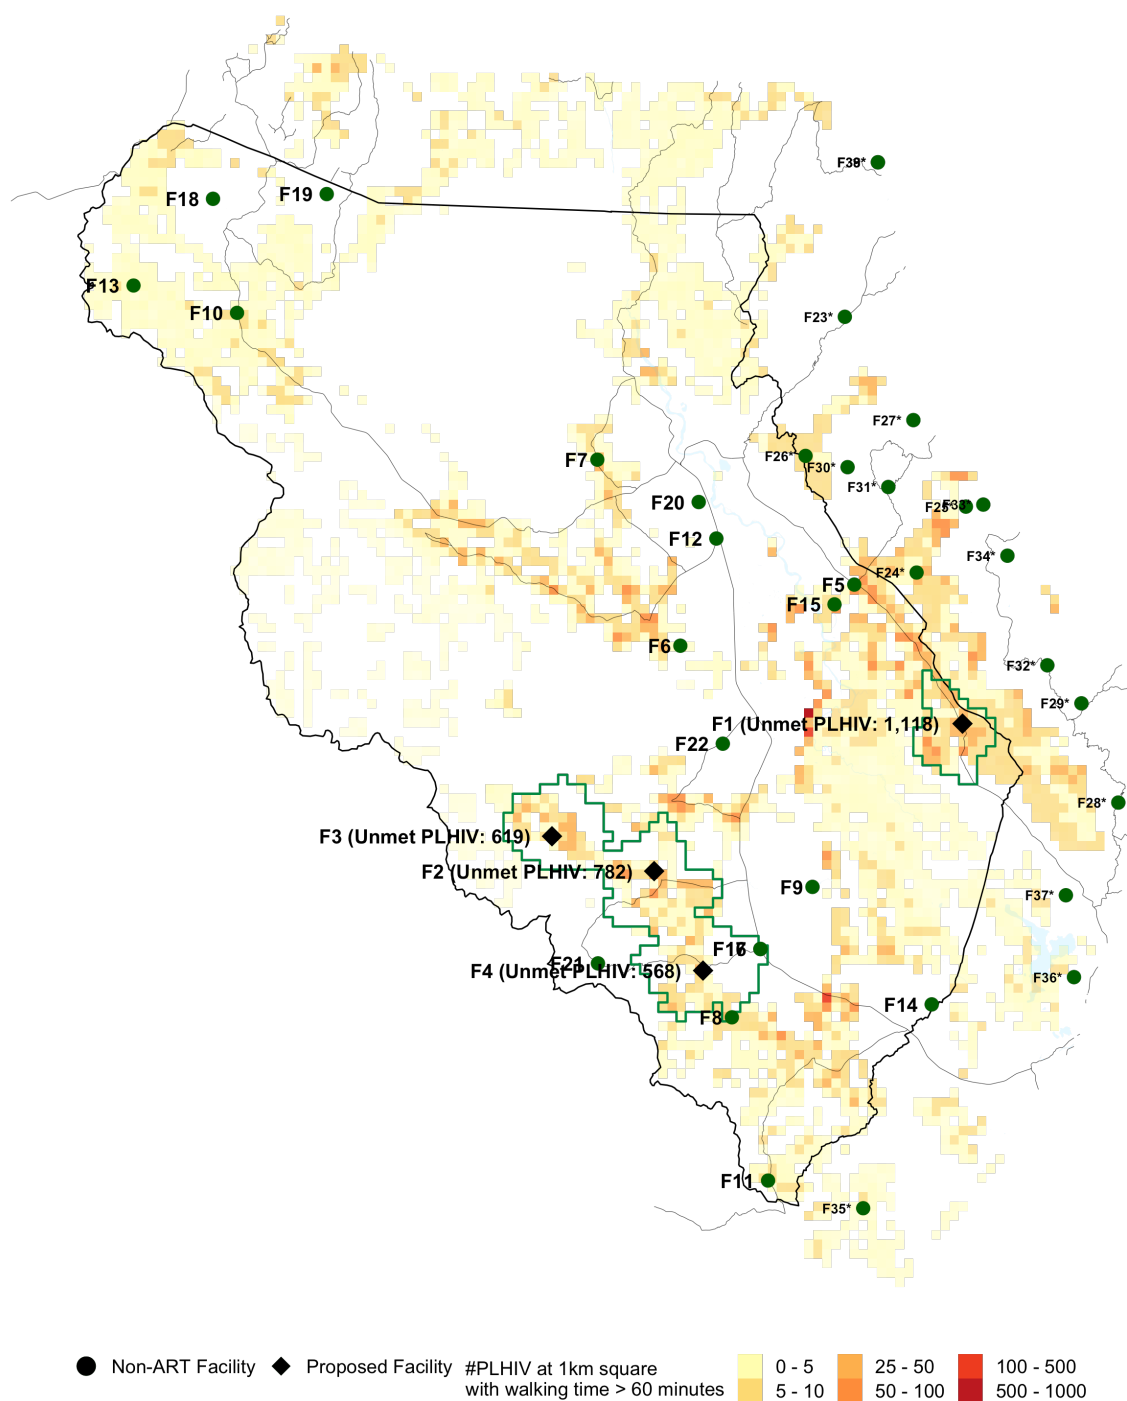 F39*
F18
F19
F13
F10
F23*
F27*
F7
F26*
F30*
F31*
F20
F25*
F33*
F12
F34*
F24*
F5
F15
F6
F32*
F29*
F1 (Unmet PLHIV: 1,118)
F22
F28*
F3 (Unmet PLHIV: 619)
F2 (Unmet PLHIV: 782)
F9
F37*
F16
F21
F4 (Unmet PLHIV: 568)
F36*
F14
F8
F11
F35*
Non-ART Facility
Proposed Facility
#PLHIV at 1km square
with walking time > 60 minutes
0 - 5
5 - 10
25 - 50
50 - 100
100 - 500
500 - 1000